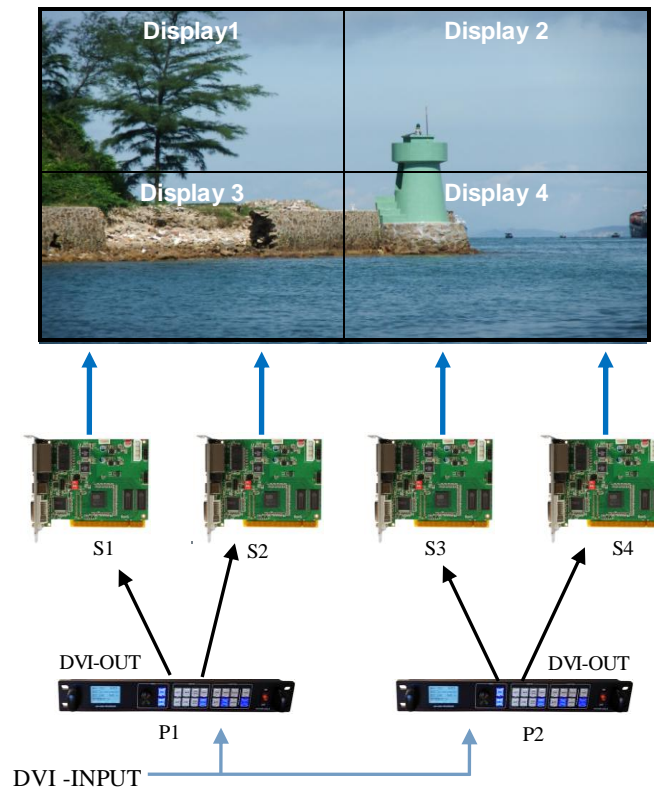 Display1
Display 2
Display 3
Display 4
S1
S2
S3
S4
DVI-OUT
DVI-OUT
P1
P2
DVI -INPUT